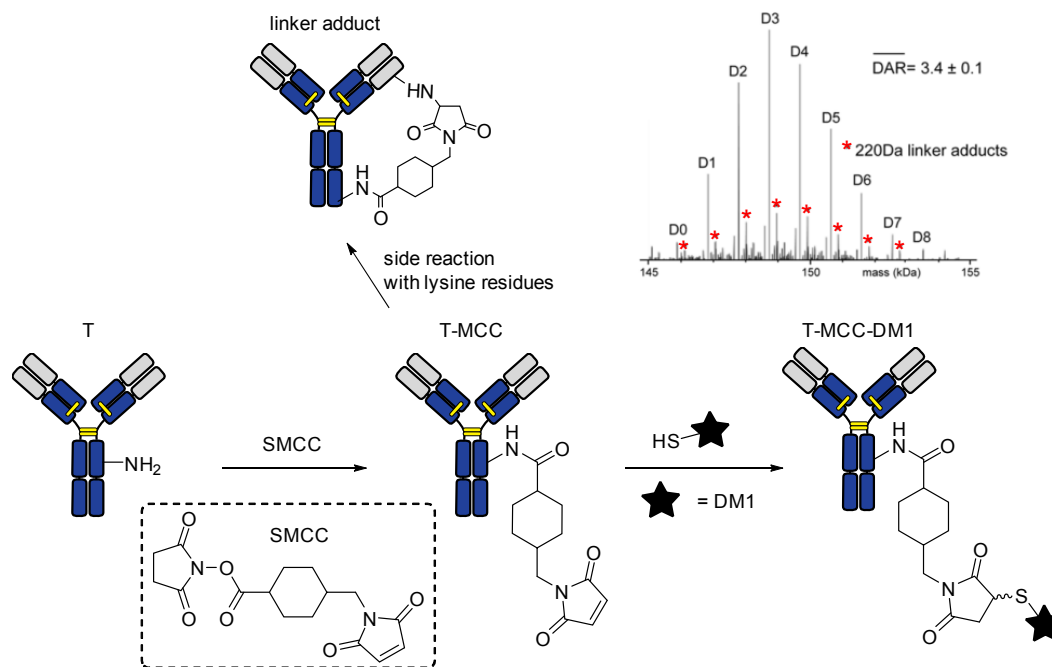 linker adduct
HN
O
O
N
H
N
O
D3
D4
D2
D5
D1
D6
D0
D7
D8
DAR= 3.4 ± 0.1
* 220Da linker adducts
* * * * * * * *
145 150 155
mass (kDa)
side reaction
with lysine residues
T
T-MCC
T-MCC-DM1
NH2
SMCC
H
N
O
O
N
O
HS
= DM1
H
N
O
O
N
S
O
SMCC
O
N
O
O
O
O
N
O